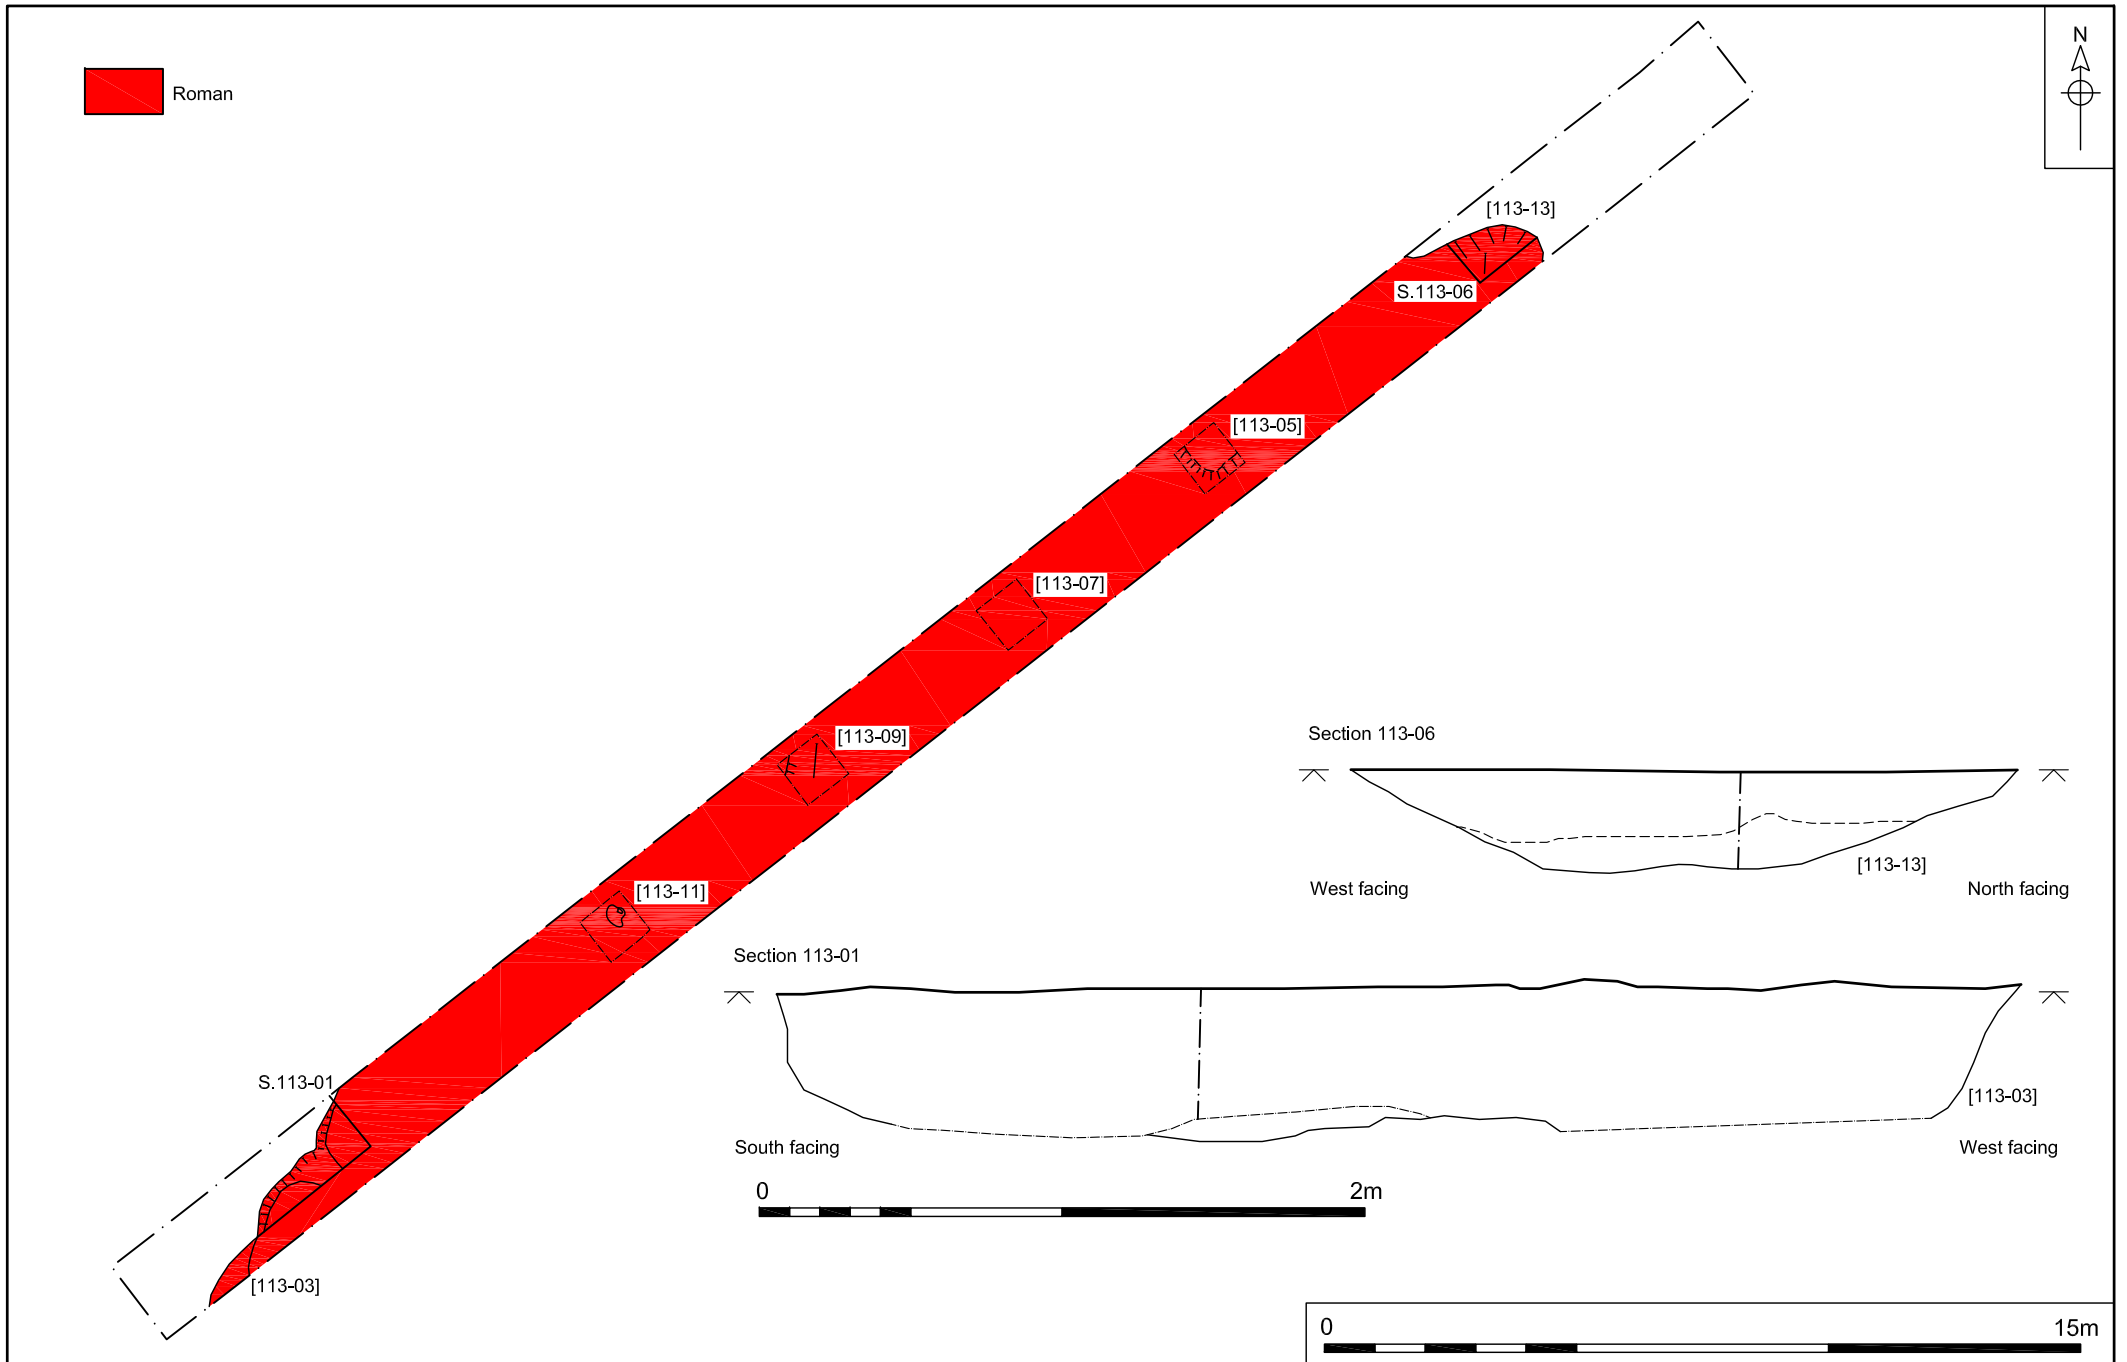 Roman
N
[113-13]
S.113-06
[113-05]
[113-07]
[113-09]
[113-11]
S.113-01
[113-03]
Section 113-06
[113-13]
West facing
North facing
Section 113-01
[113-03]
South facing
West facing
0 2m
0 15m